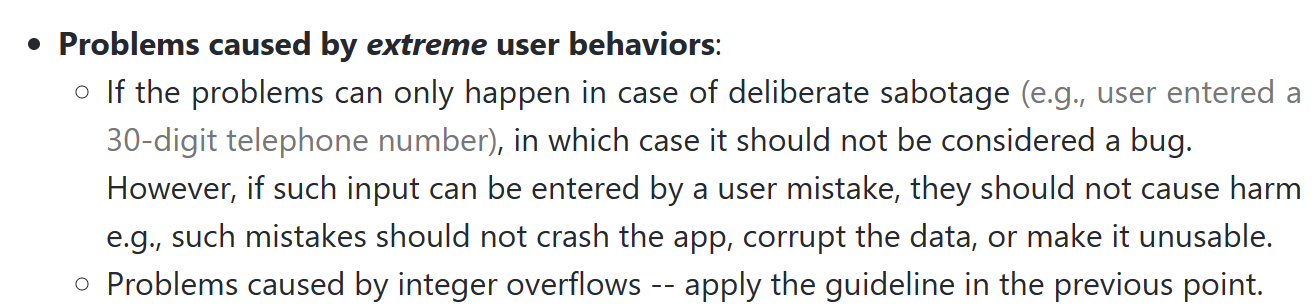 Problems caused by extreme user behaviors:
If the problems can only happen in case of deliberate sabotage (e.g., user entered a
30-digit telephone number), in which case it should not be considered a bug.
However, if such input can be entered by a user mistake, they should not cause harm
e.g., such mistakes should not crash the app, corrupt the data, or make it unusable.
Problems caused by integer overflows -- apply the guideline in the previous point.